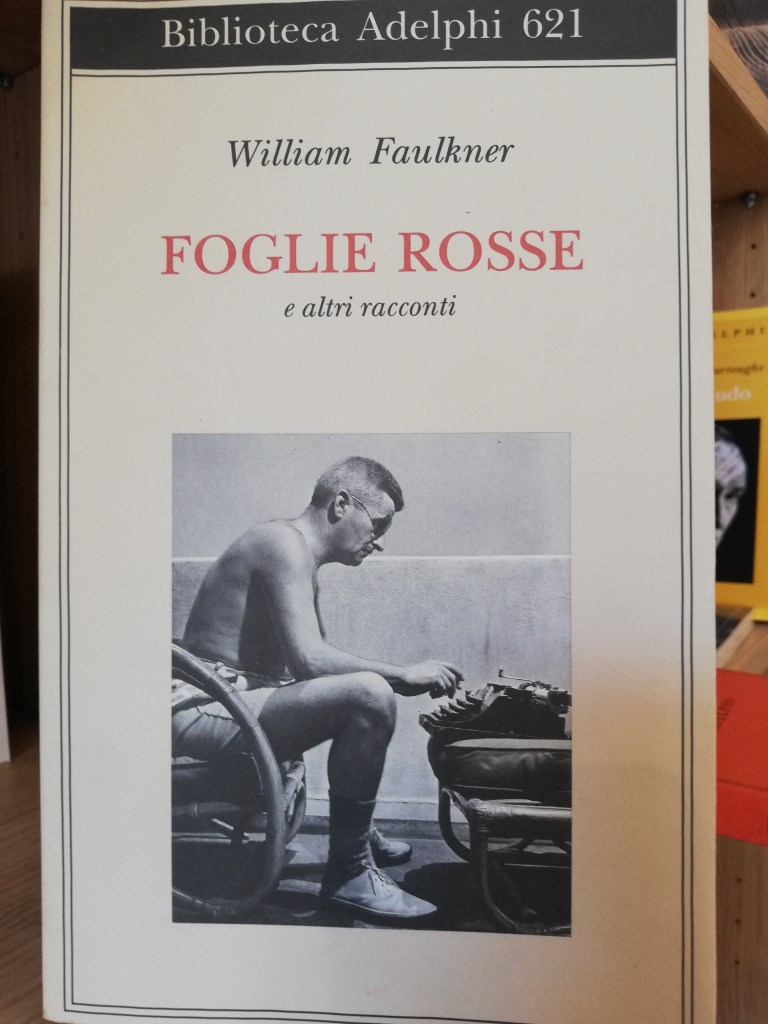 Biblioteca Adelphi 621
William Faulkner
FOGLIE ROSSE
e altri racconti